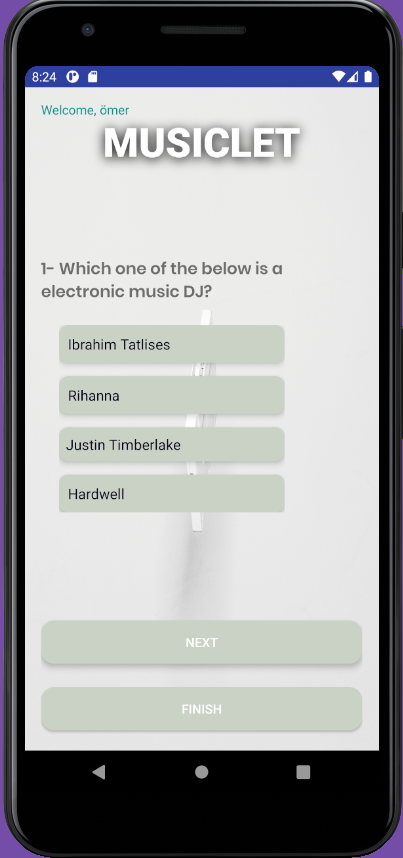 8:24
Welcome, ömer
MUSICLET
1- Which one of the below is a
electronic music DJ?
Ibrahim Tatlises
Rihanna
Justin Timberlake
Hardwell
NEXT
FINISH